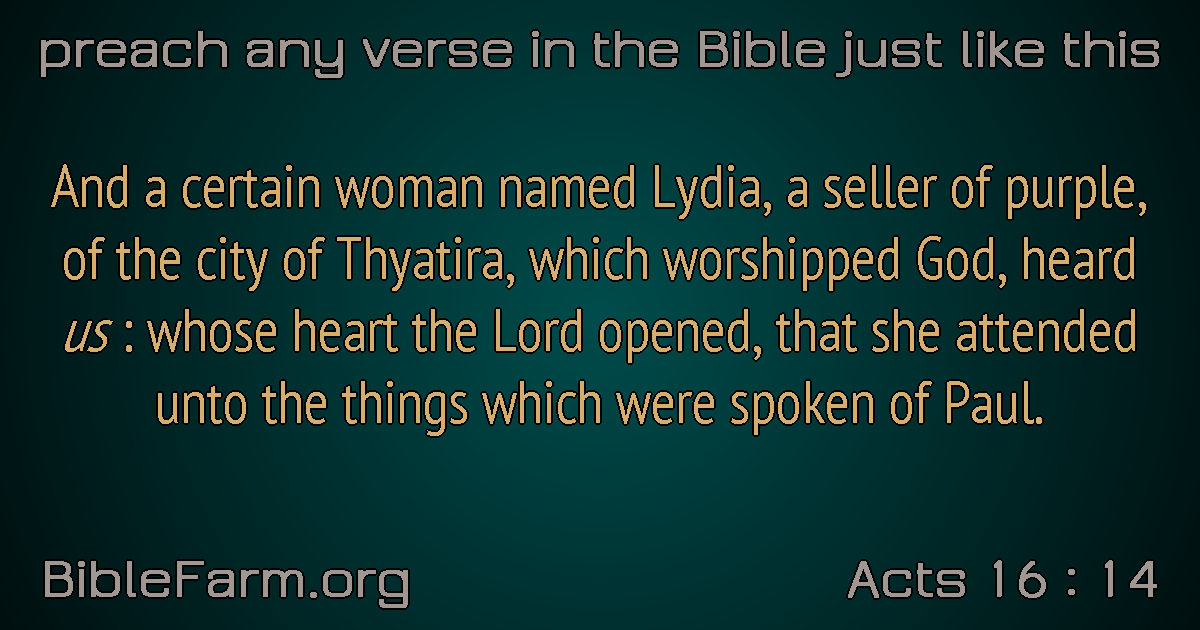 preach any verse in the Bible just like this
And a certain woman named Lydia, a seller of purple,
of the city of Thyatira, which worshipped God, heard
us : whose heart the Lord opened, that she attended
unto the things which were spoken of Paul.
BibleFarm.org
Acts 16 : 14